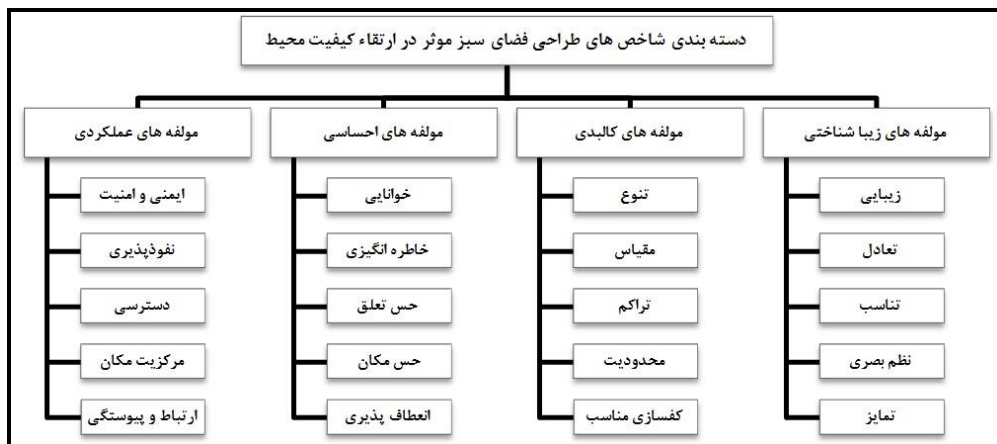 دسته بندی شاخص های طراحی فضای سبز موثر در ارتقاء کیفیت محیط
مولفه های زیبا شناختی
زیبایی
تعادل
تناسب
نظم بصری
تمایز
مولفه های کالبدی
تنوع
مقیاس
تراکم
محدودیت
کفسازی مناسب
مولفه های احساسی
خوانایی
خاطره انگیزی
حس تعلق
حس مکان
انعطاف پذیری
مولفه های عملکردی
ایمنی و امنیت
نفوذپذیری
دسترسی
مرکزیت مکان
ارتباط و پیوستگی